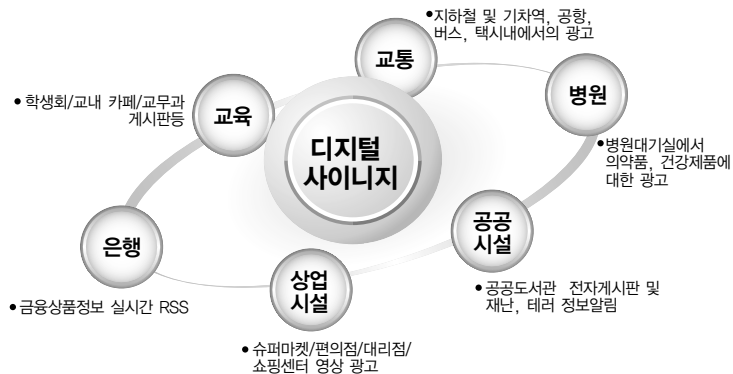 • 지하철 및 기차역, 공항,
버스, 택시내에서의 광고
교통
병원
• 학생회/교내 카페/교무과
게시판등
교육
디지털
사이니지
• 병원대기실에서
의약품, 건강제품에
대한 광고
은행
공공
시설
상업
시설
• 금융상품정보 실시간 RSS
• 공공도서관 전자게시판 및
재난, 테러 정보알림
• 슈퍼마켓/편의점/대리점/
쇼핑센터 영상 광고